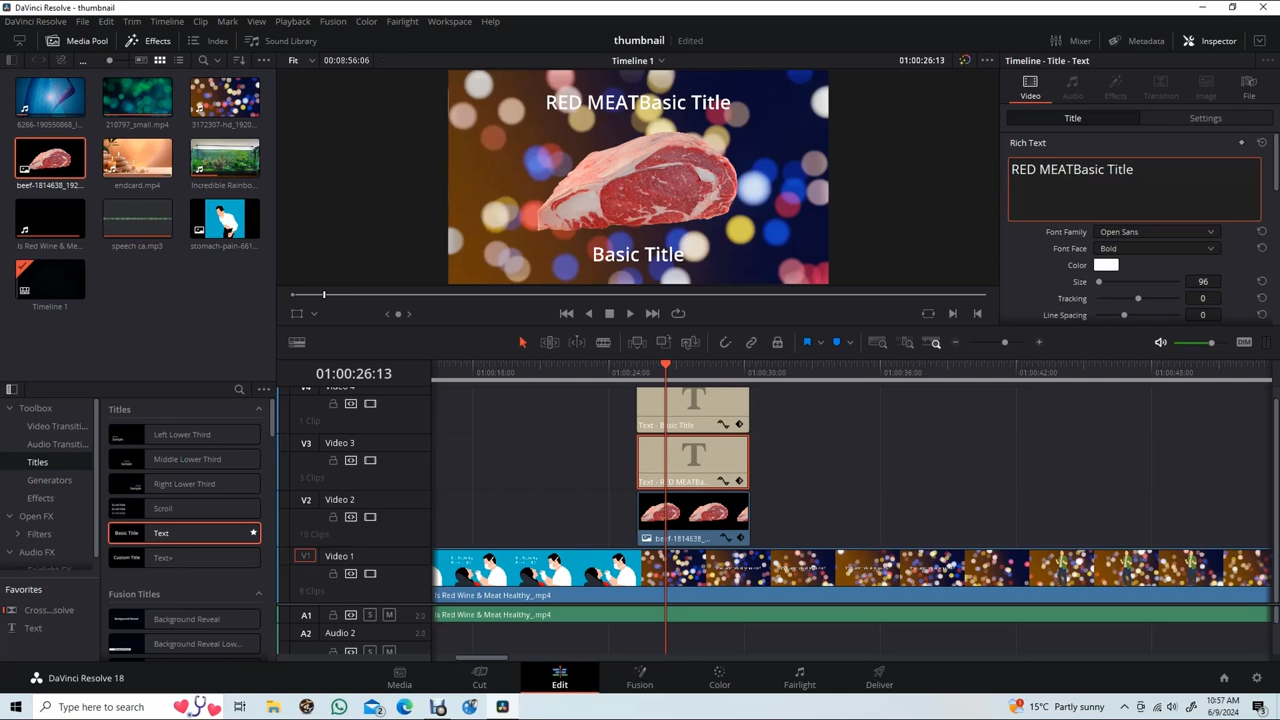 DaVinci Resolve - thumbnail
DaVinci Resolve File Edit Trim Timeline Clip Mark View Playback Fusion Color Fairlight Workspace Help
Media Pool Effects Index Sound Library thumbnail Edited Mixer Metadata Inspector
... Fit 00:08:56:06 Timeline 1 01:00:26:13 Timeline - Title - Text
6266-190550868_l... 210797_small.mp4 3172307-hd_1920...
beef-1814638_192... endcard.mp4 Incredible Rainbo...
Is Red Wine & Me... speech ca.mp3 stomach-pain-661...
Timeline 1
RED MEATBasic Title
Basic Title
Video Audio Effects Transition Image File
Title Settings
Rich Text
RED MEATBasic Title
Font Family Open Sans
Font Face Bold
Color
Size 96
Tracking 0
Line Spacing 0
01:00:26:13
DIM
01:00:18:00 01:00:24:00 01:00:30:00 01:00:36:00 01:00:42:00 01:00:48:00
V4 Video 4
1 Clip
T
Text - Basic Title
V3 Video 3
3 Clips
T
Text - RED MEATBa...
V2 Video 2
16 Clips
beef-1814638_...
V1 Video 1
8 Clips
Is Red Wine & Meat Healthy_.mp4
A1 S M 2.0 Is Red Wine & Meat Healthy_.mp4
A2 Audio 2 2.0
S M
Toolbox
Video Transiti...
Audio Transiti...
Titles
Generators
Effects
Open FX
Filters
Audio FX
Favorites
Cross...solve
Text
Titles
Left Lower Third
Middle Lower Third
Right Lower Third
Scroll
Basic Title Text
Custom Title Text+
Fusion Titles
Background Reveal
Background Reveal Low...
DaVinci Resolve 18 Media Cut Edit Fusion Color Fairlight Deliver
Type here to search 15°C Partly sunny 10:57 AM
6/9/2024